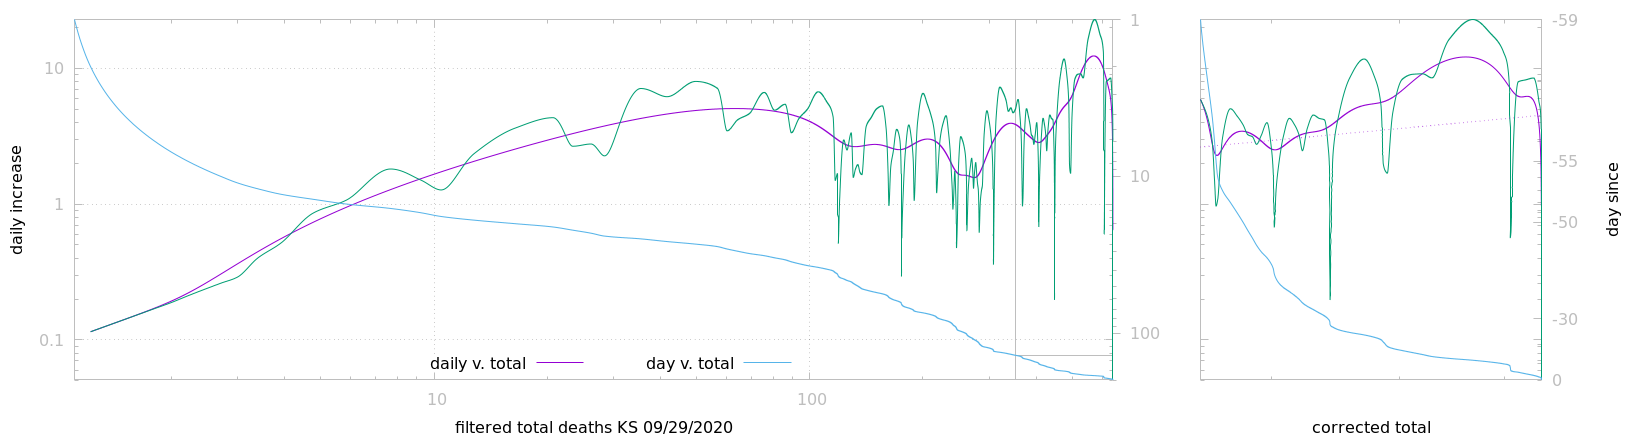 1
-59
10
-55
1
10
-50
daily increase
day since
-30
0.1
100
daily v. total
day v. total
0
10
100
filtered total deaths KS 09/29/2020
corrected total